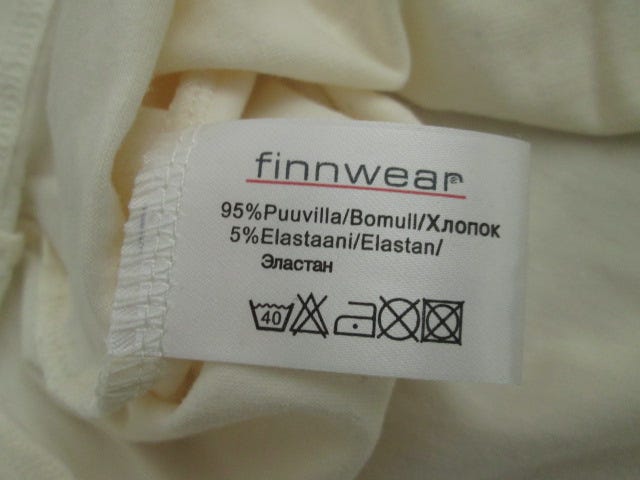 finnwear
95%Puuvilla/Bomull/Хлопок
5%Elastaani/Elastan/
Эластан
40